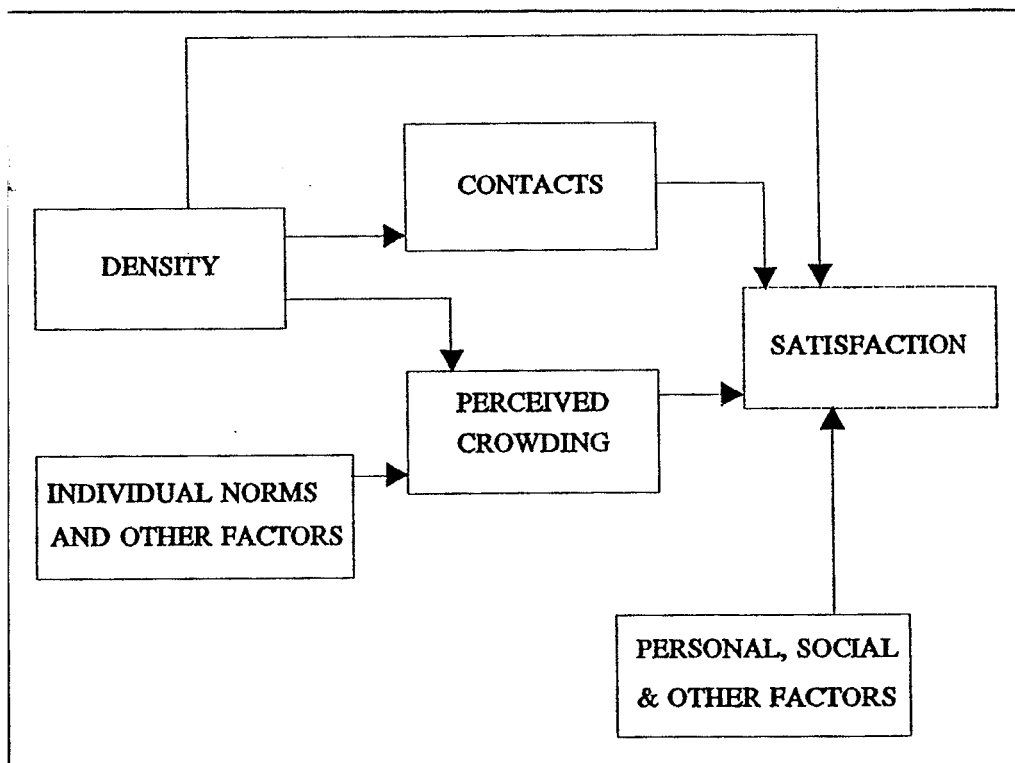 CONTACTS
DENSITY
SATISFACTION
PERCEIVED
CROWDING
INDIVIDUAL NORMS
AND OTHER FACTORS
PERSONAL, SOCIAL
& OTHER FACTORS